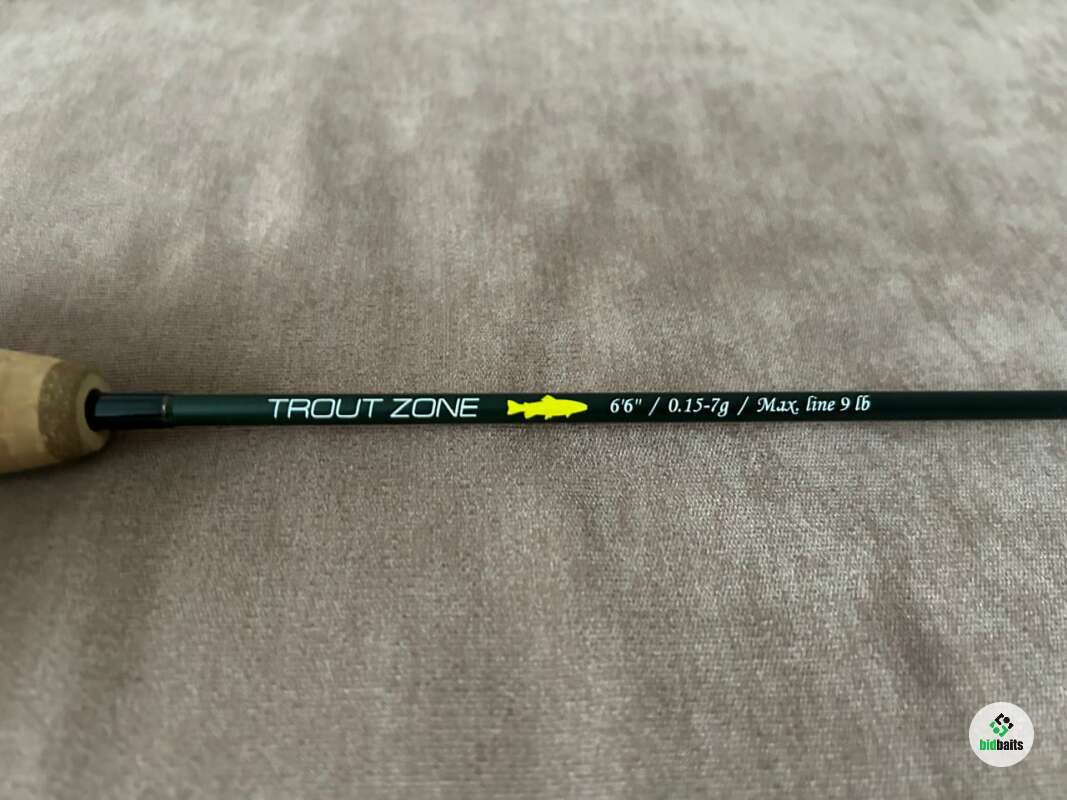 TROUT ZONE 6'6" / 0.15-7g / Max. line 9 lb
bidbaits